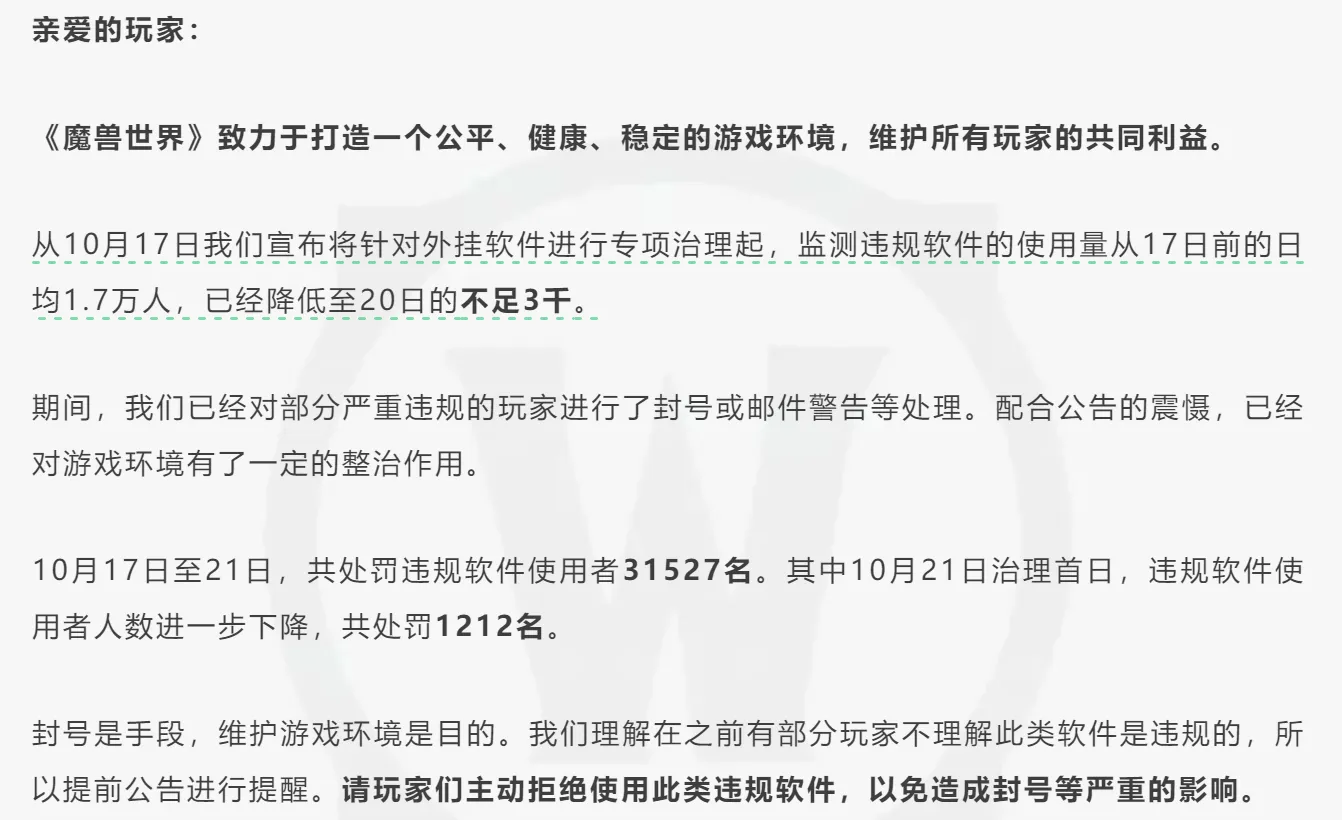 亲爱的玩家：
《魔兽世界》致力于打造一个公平、健康、稳定的游戏环境，维护所有玩家的共同利益。
从10月17日我们宣布将针对外挂软件进行专项治理起，监测违规软件的使用量从17日前的日
均1.7万人，已经降低至20日的不足3千。
期间，我们已经对部分严重违规的玩家进行了封号或邮件警告等处理。配合公告的震慑，已经
对游戏环境有了一定的整治作用。
10月17日至21日，共处罚违规软件使用者31527名。其中10月21日治理首日，违规软件使
用者人数进一步下降，共处罚1212名。
封号是手段，维护游戏环境是目的。我们理解在之前有部分玩家不理解此类软件是违规的，所
以提前公告进行提醒。请玩家们主动拒绝使用此类违规软件，以免造成封号等严重的影响。